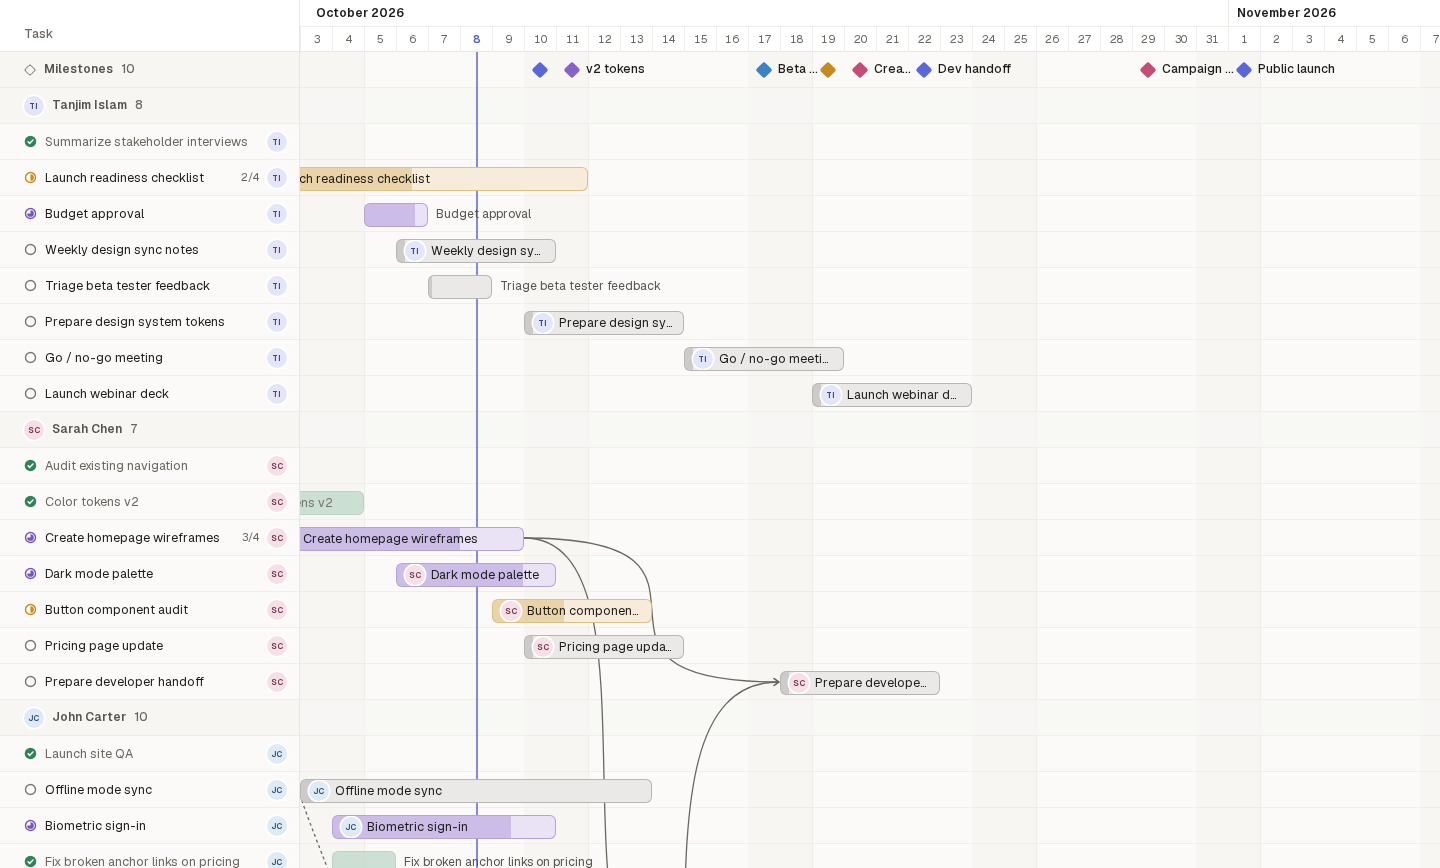 October 2026
November 2026
Task
3 4 5 6 7 8 9 10 11 12 13 14 15 16 17 18 19 20 21 22 23 24 25 26 27 28 29 30 31 1 2 3 4 5 6 7
Milestones 10
v2 tokens
Beta ...
Crea...
Dev handoff
Campaign ...
Public launch
TI Tanjim Islam 8
Summarize stakeholder interviews TI
Launch readiness checklist 2/4 TI
ch readiness checklist
Budget approval TI
Budget approval
Weekly design sync notes TI
TI Weekly design sy...
Triage beta tester feedback TI
Triage beta tester feedback
Prepare design system tokens TI
TI Prepare design sy...
Go / no-go meeting TI
TI Go / no-go meeti...
Launch webinar deck TI
TI Launch webinar d...
SC Sarah Chen 7
Audit existing navigation SC
Color tokens v2 SC
ens v2
Create homepage wireframes 3/4 SC
Create homepage wireframes
Dark mode palette SC
SC Dark mode palette
Button component audit SC
SC Button componen...
Pricing page update SC
SC Pricing page upda...
Prepare developer handoff SC
SC Prepare develope...
JC John Carter 10
Launch site QA JC
Offline mode sync JC
JC Offline mode sync
Biometric sign-in JC
JC Biometric sign-in
Fix broken anchor links on pricing JC
Fix broken anchor links on pricing